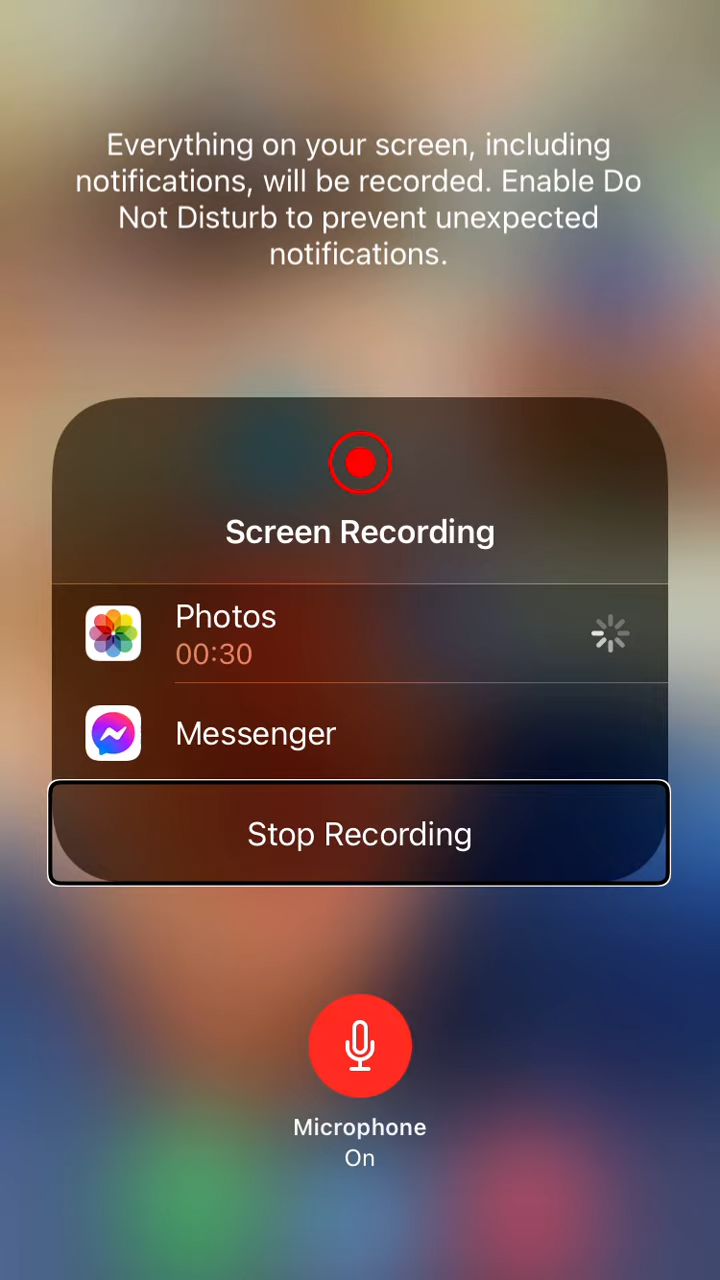 Everything on your screen, including
notifications, will be recorded. Enable Do
Not Disturb to prevent unexpected
notifications.
Screen Recording
Photos
00:30
Messenger
Stop Recording
Microphone
On